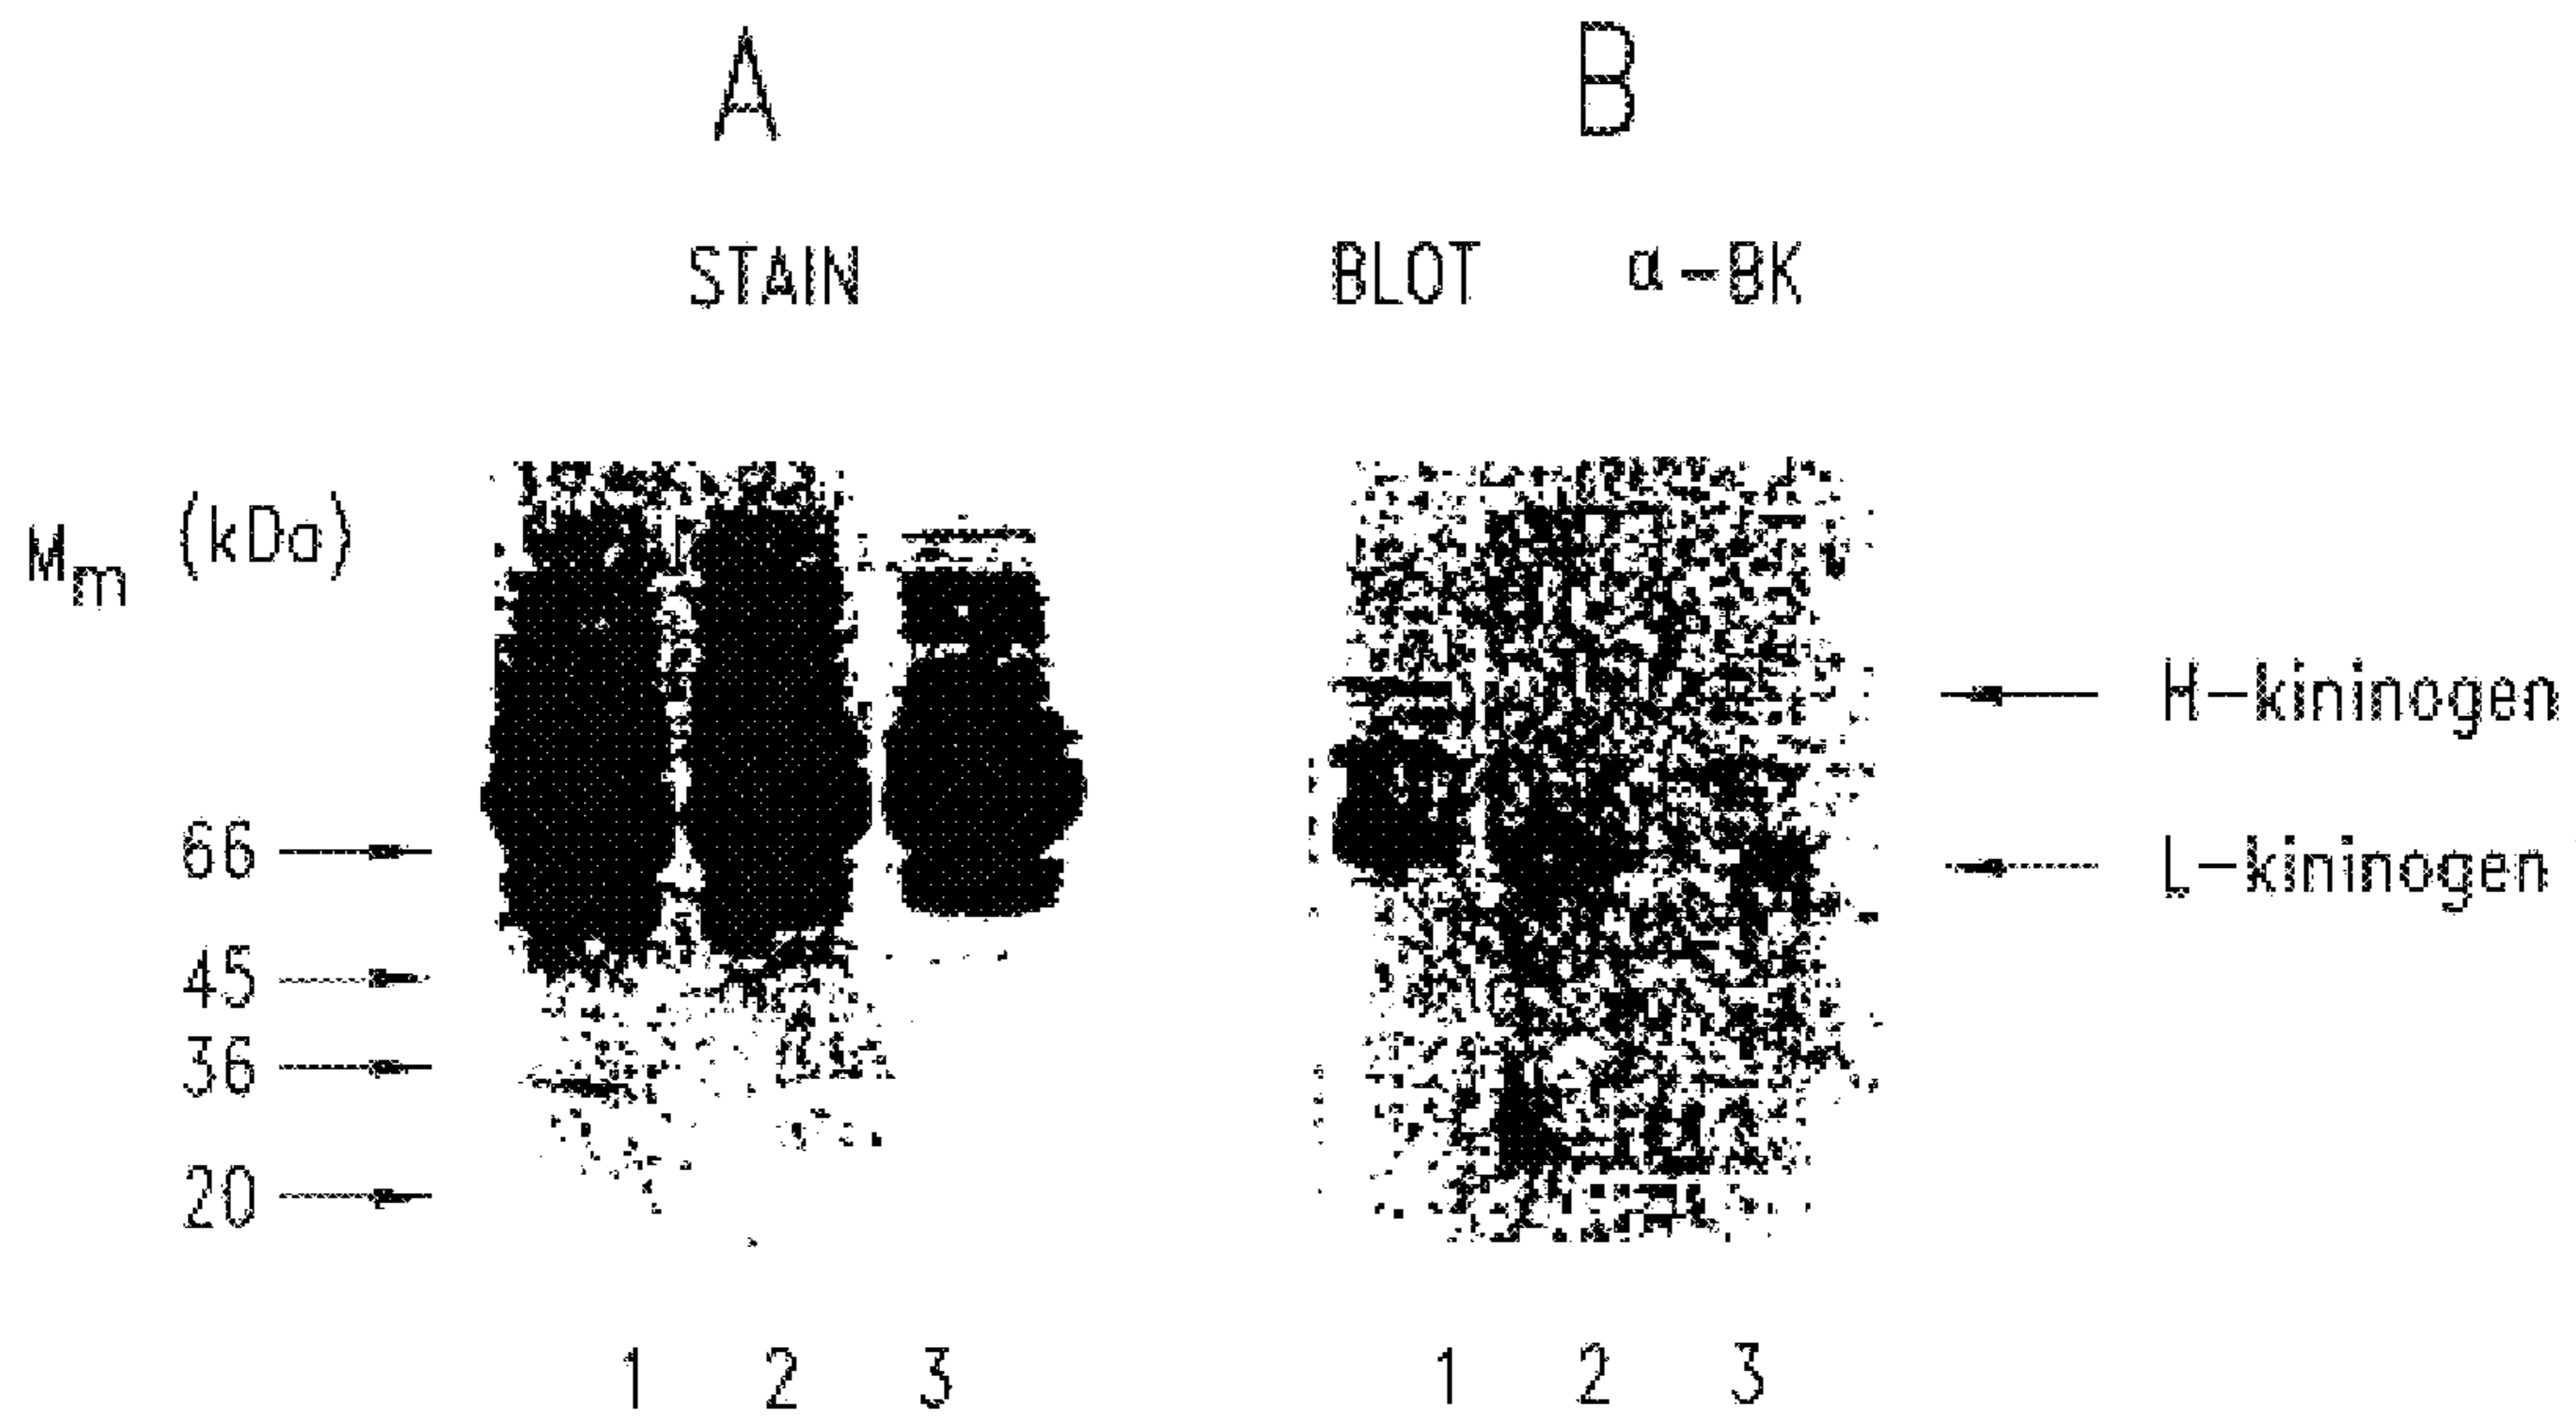 A B
STAIN BLOT α-BK
Mm (kDa)
H-kininogen
66
L-kininogen
45
36
20
1 2 3 1 2 3